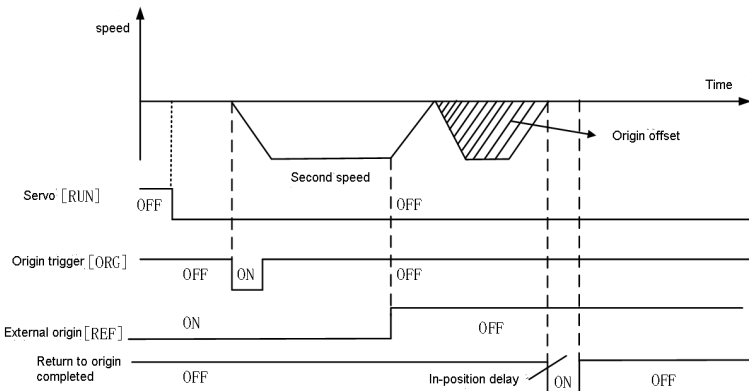 speed
Time
Origin offset
Second speed
Servo [RUN]
OFF
OFF
Origin trigger [ORG]
OFF
ON
OFF
External origin [REF]
ON
OFF
Return to origin
completed
OFF
In-position delay
ON
OFF